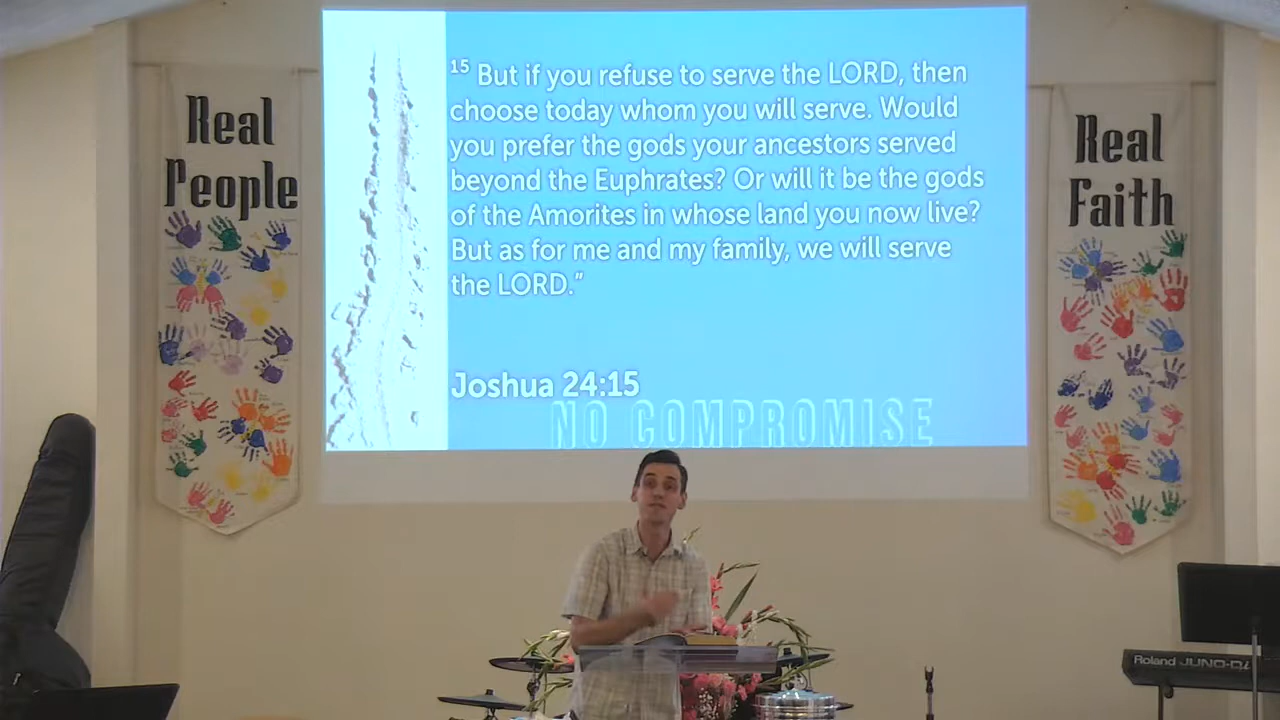 Real
People
15 But if you refuse to serve the LORD, then
choose today whom you will serve. Would
you prefer the gods your ancestors served
beyond the Euphrates? Or will it be the gods
of the Amorites in whose land you now live?
But as for me and my family, we will serve
the LORD.”
Joshua 24:15
NO COMPROMISE
Real
Faith
Roland JUNO-D